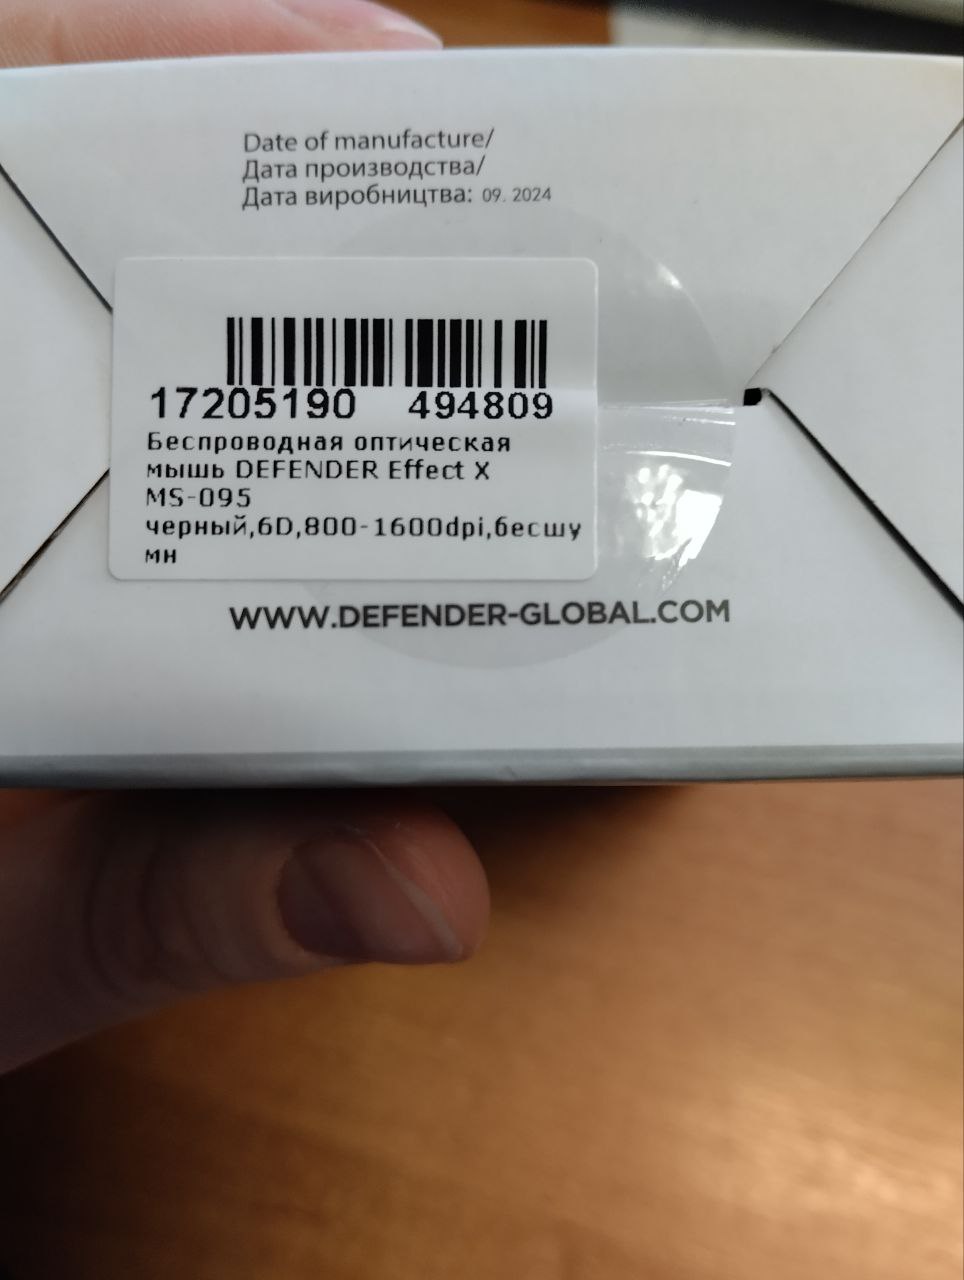 Date of manufacture/
Дата производства/
Дата виробництва: 09. 2024
17205190 494809
Беспроводная оптическая
мышь DEFENDER Effect X
MS-095
черный,6D,800-1600dpi,бесшу
мн
WWW.DEFENDER-GLOBAL.COM